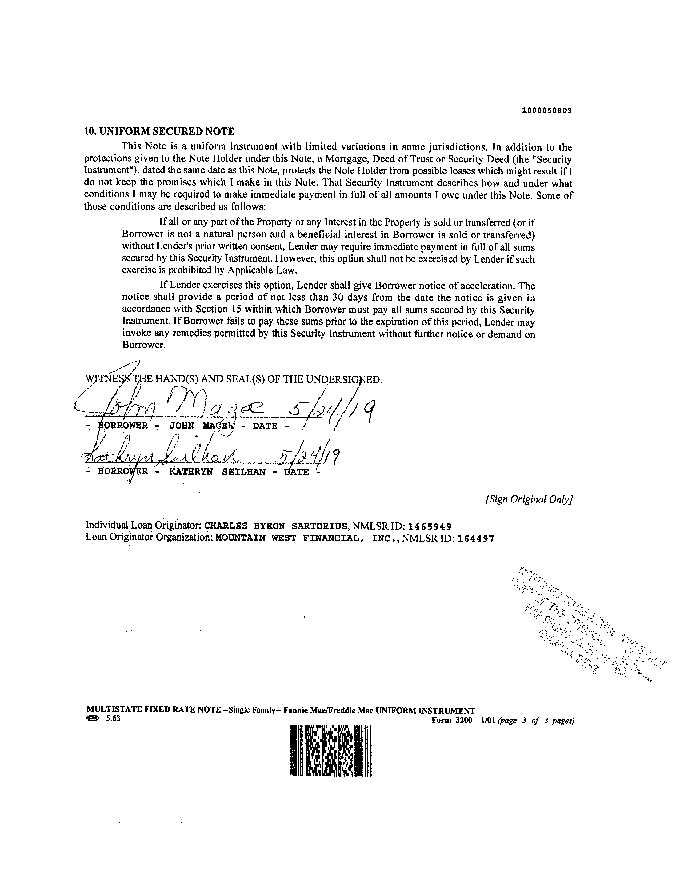 1000050803
10. UNIFORM SECURED NOTE
This Note is a uniform instrument with limited variations in some jurisdictions. In addition to the
protections given to the Note Holder under this Note, a Mortgage, Deed of Trust or Security Deed (the "Security
Instrument"), dated the same date as this Note, protects the Note Holder from possible losses which might result if I
do not keep the promises which I make in this Note. That Security Instrument describes how and under what
conditions I may be required to make immediate payment in full of all amounts I owe under this Note. Some of
those conditions are described as follows:
If all or any part of the Property or any Interest in the Property is sold or transferred (or if
Borrower is not a natural person and a beneficial interest in Borrower is sold or transferred)
without Lender's prior written consent, Lender may require immediate payment in full of all sums
secured by this Security Instrument. However, this option shall not be exercised by Lender if such
exercise is prohibited by Applicable Law.
If Lender exercises this option, Lender shall give Borrower notice of acceleration. The
notice shall provide a period of not less than 30 days from the date the notice is given in
accordance with Section 15 within which Borrower must pay all sums secured by this Security
Instrument. If Borrower fails to pay these sums prior to the expiration of this period, Lender may
invoke any remedies permitted by this Security Instrument without further notice or demand on
Borrower.
WITNESS THE HAND(S) AND SEAL(S) OF THE UNDERSIGNED.
John Magee 5/24/19
- BORROWER - JOHN MAGEE - DATE -
Kathryn Seilhan 5/24/19
- BORROWER - KATHRYN SEILHAN - DATE -
[Sign Original Only]
Individual Loan Originator: CHARLES BYRON SARTORIUS, NMLSR ID: 1465949
Loan Originator Organization: MOUNTAIN WEST FINANCIAL, INC., NMLSR ID: 164497
MULTISTATE FIXED RATE NOTE-Single Family- Fannie Mae/Freddie Mac UNIFORM INSTRUMENT
5.63 Form 3200 1/01 (page 3 of 3 pages)